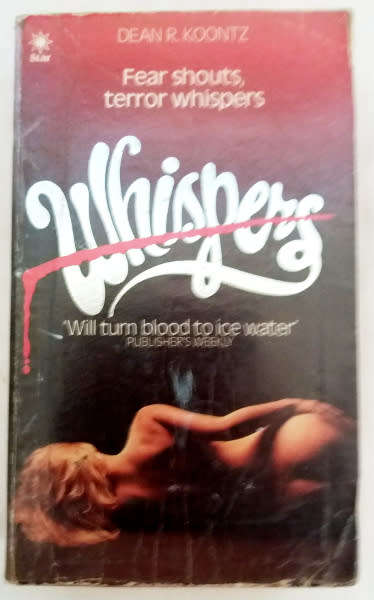 DEAN R. KOONTZ
Star
Fear shouts,
terror whispers
Whispers
'Will turn blood to ice water'
PUBLISHER'S WEEKLY